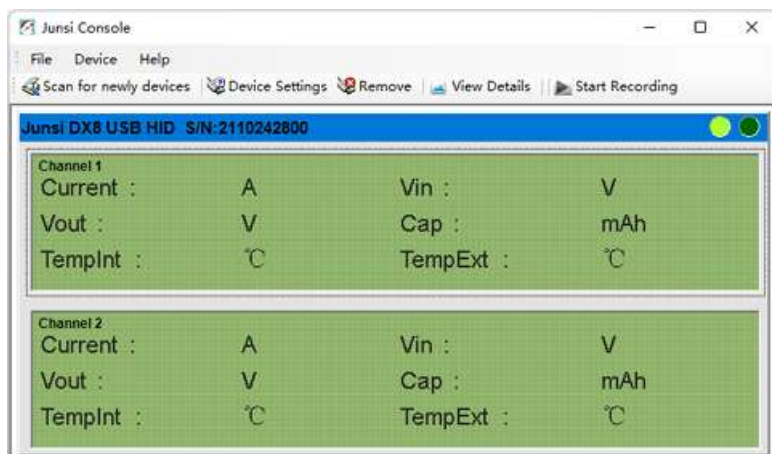 Junsi Console
File Device Help
Scan for newly devices Device Settings Remove View Details Start Recording
Junsi DX8 USB HID S/N:2110242800
Channel 1
Current : A Vin : V
Vout : V Cap : mAh
TempInt : ℃ TempExt : ℃
Channel 2
Current : A Vin : V
Vout : V Cap : mAh
TempInt : ℃ TempExt : ℃